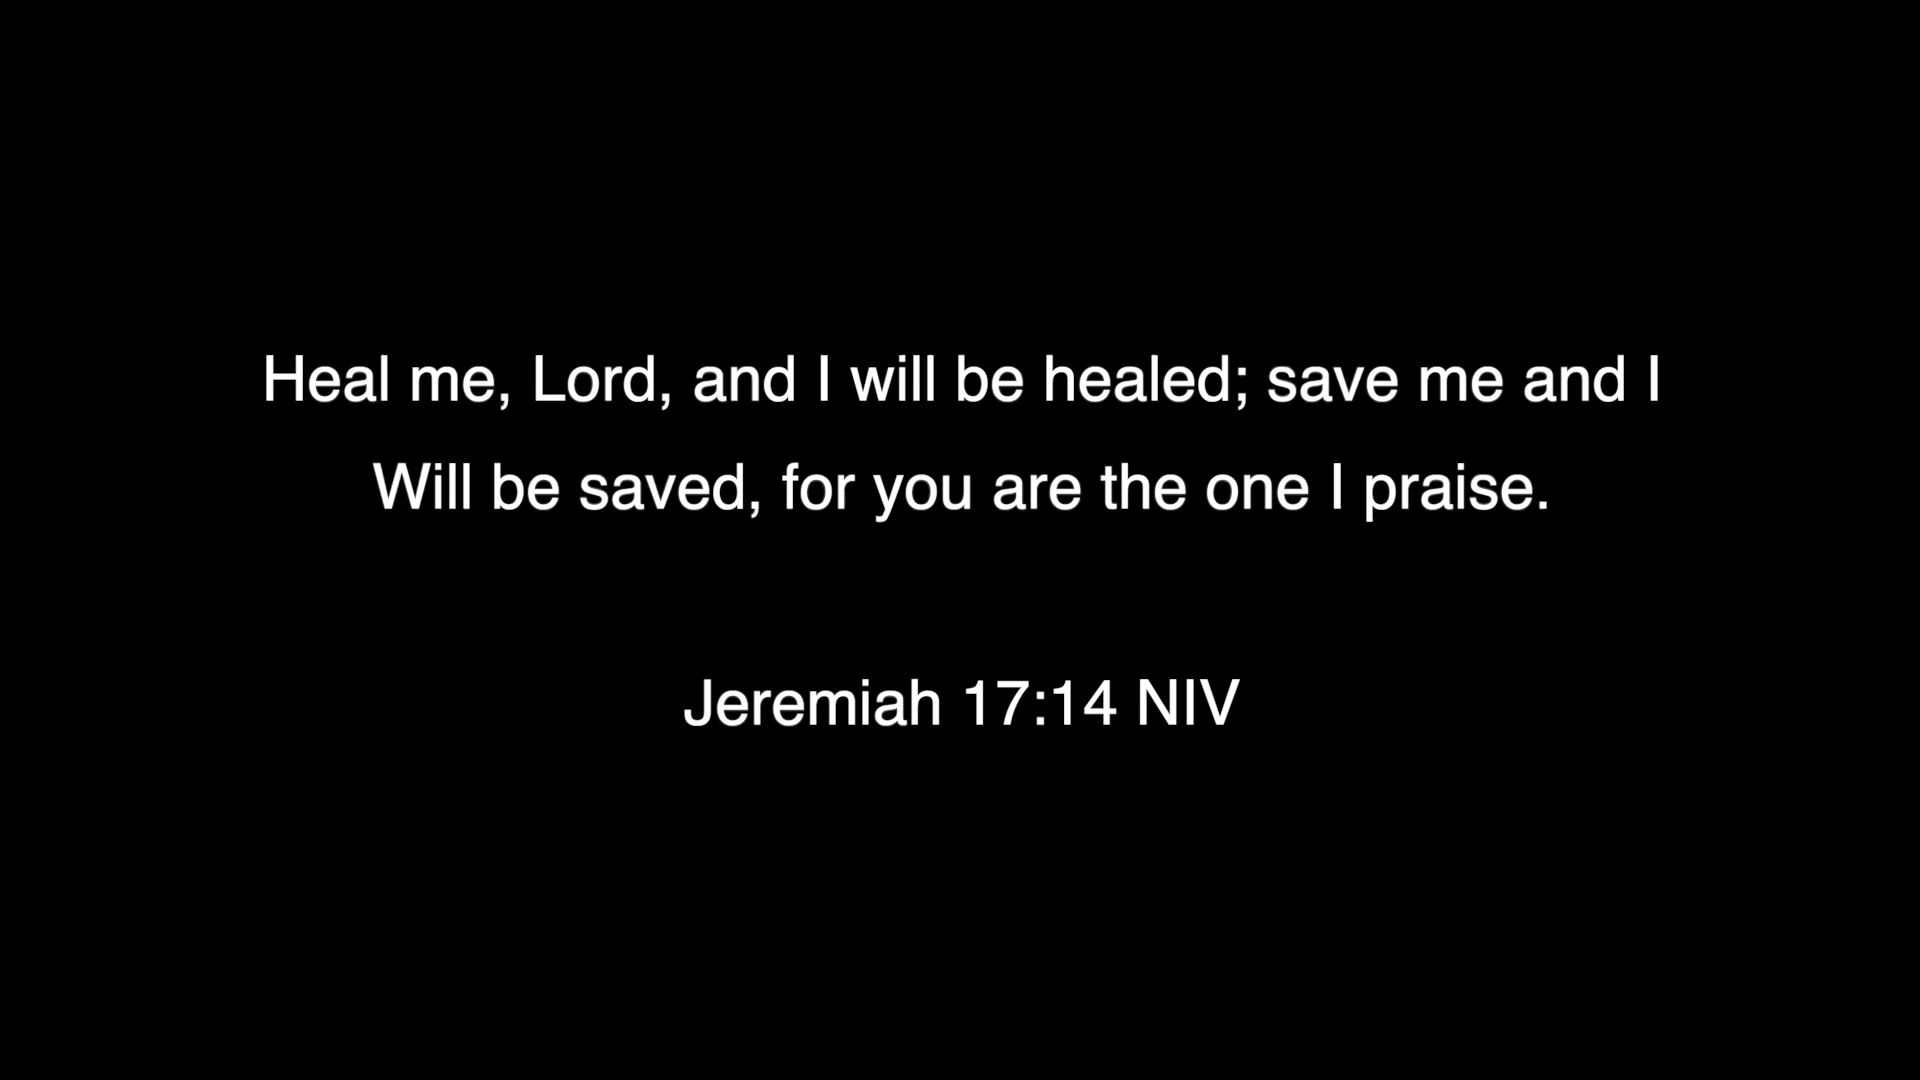 Heal me, Lord, and I will be healed; save me and I
Will be saved, for you are the one I praise.
Jeremiah 17:14 NIV